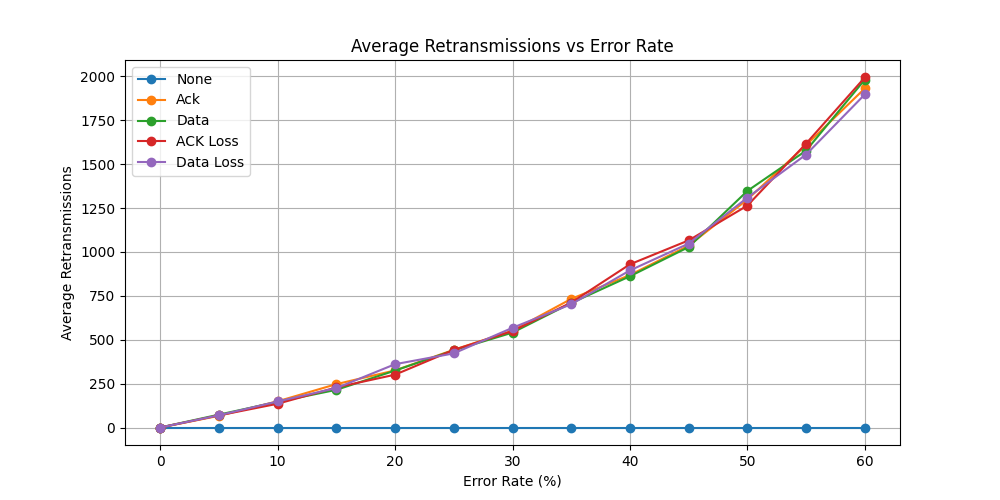 Average Retransmissions vs Error Rate
None
Ack
Data
ACK Loss
Data Loss
Average Retransmissions
2000
1750
1500
1250
1000
750
500
250
0
0 10 20 30 40 50 60
Error Rate (%)